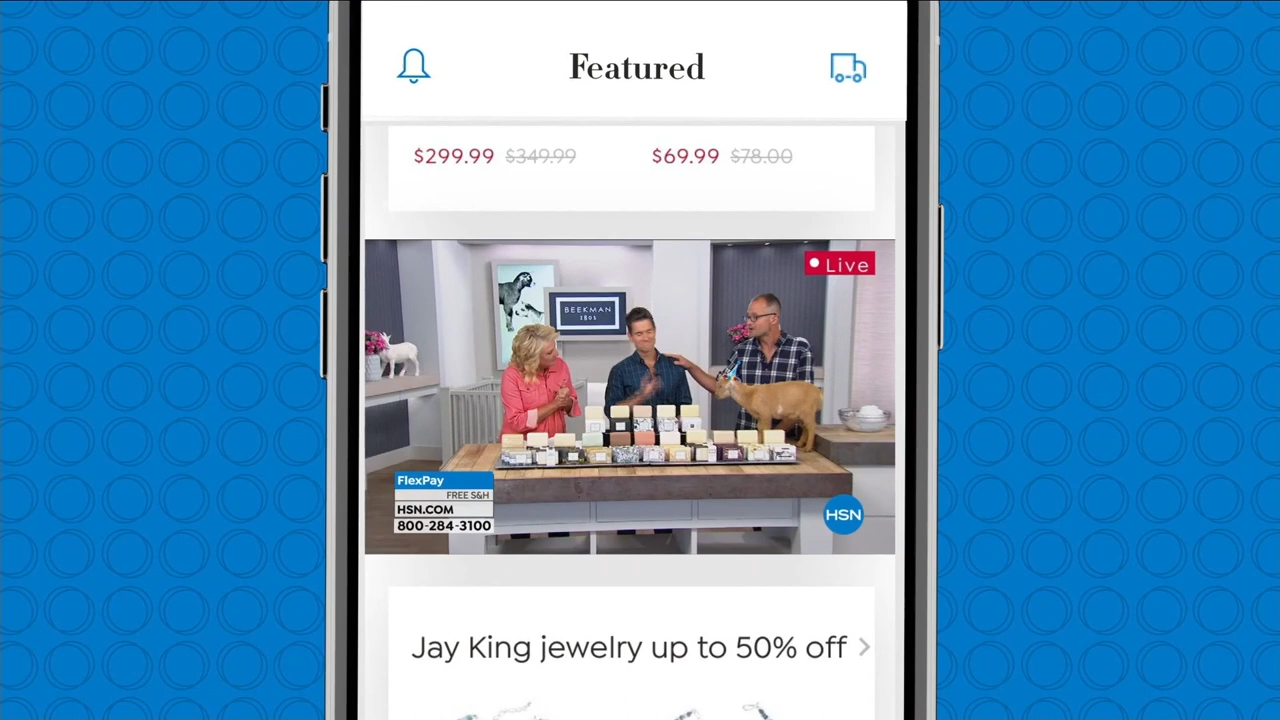 Featured
$299.99 $349.99 $69.99 $78.00
Live
BEEKMAN
1802
FlexPay
FREE S&H
HSN.COM
800-284-3100
HSN
Jay King jewelry up to 50% off